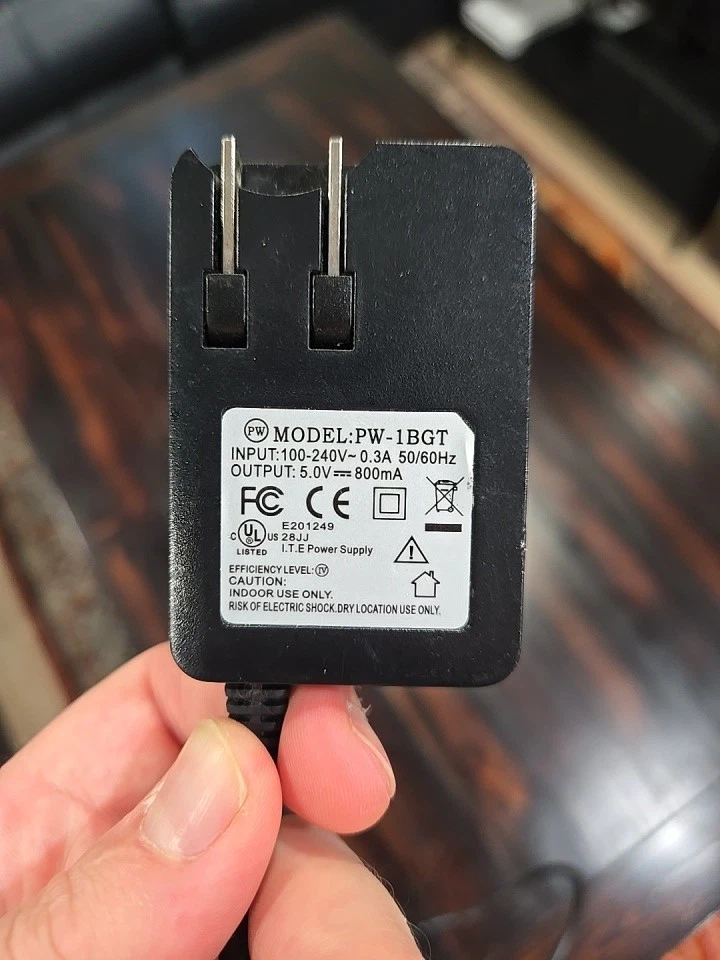 PW MODEL:PW-1BGT
INPUT:100-240V~ 0.3A 50/60Hz
OUTPUT: 5.0V⎓800mA
FC CE
E201249
C UL US 28JJ
LISTED I.T.E Power Supply
EFFICIENCY LEVEL: IV
CAUTION:
INDOOR USE ONLY.
RISK OF ELECTRIC SHOCK.DRY LOCATION USE ONLY.